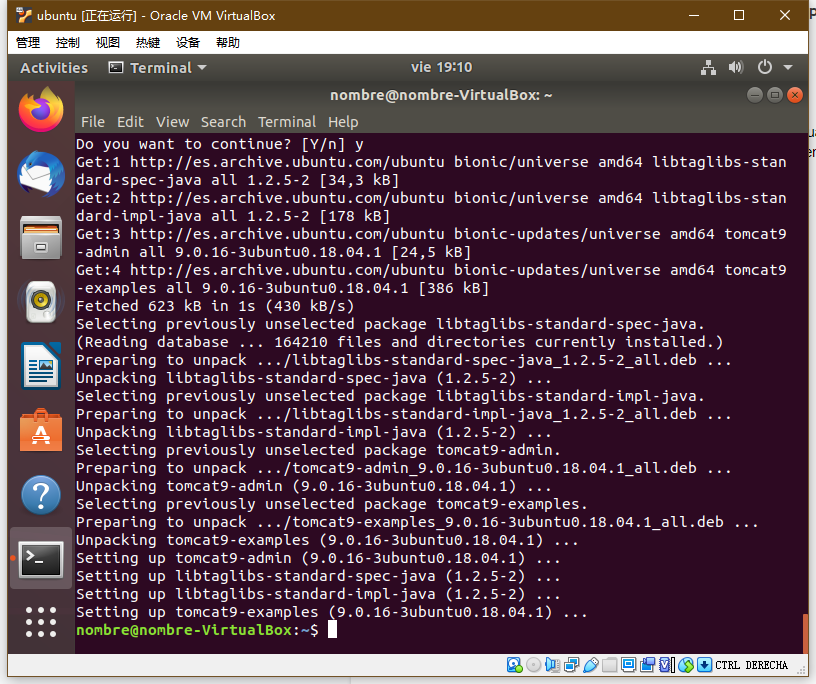 ubuntu [正在运行] - Oracle VM VirtualBox
管理 控制 视图 热键 设备 帮助
Activities Terminal vie 19:10
nombre@nombre-VirtualBox: ~
File Edit View Search Terminal Help
Do you want to continue? [Y/n] y
Get:1 http://es.archive.ubuntu.com/ubuntu bionic/universe amd64 libtaglibs-stan
dard-spec-java all 1.2.5-2 [34,3 kB]
Get:2 http://es.archive.ubuntu.com/ubuntu bionic/universe amd64 libtaglibs-stan
dard-impl-java all 1.2.5-2 [178 kB]
Get:3 http://es.archive.ubuntu.com/ubuntu bionic-updates/universe amd64 tomcat9
-admin all 9.0.16-3ubuntu0.18.04.1 [24,5 kB]
Get:4 http://es.archive.ubuntu.com/ubuntu bionic-updates/universe amd64 tomcat9
-examples all 9.0.16-3ubuntu0.18.04.1 [386 kB]
Fetched 623 kB in 1s (430 kB/s)
Selecting previously unselected package libtaglibs-standard-spec-java.
(Reading database ... 164210 files and directories currently installed.)
Preparing to unpack .../libtaglibs-standard-spec-java_1.2.5-2_all.deb ...
Unpacking libtaglibs-standard-spec-java (1.2.5-2) ...
Selecting previously unselected package libtaglibs-standard-impl-java.
Preparing to unpack .../libtaglibs-standard-impl-java_1.2.5-2_all.deb ...
Unpacking libtaglibs-standard-impl-java (1.2.5-2) ...
Selecting previously unselected package tomcat9-admin.
Preparing to unpack .../tomcat9-admin_9.0.16-3ubuntu0.18.04.1_all.deb ...
Unpacking tomcat9-admin (9.0.16-3ubuntu0.18.04.1) ...
Selecting previously unselected package tomcat9-examples.
Preparing to unpack .../tomcat9-examples_9.0.16-3ubuntu0.18.04.1_all.deb ...
Unpacking tomcat9-examples (9.0.16-3ubuntu0.18.04.1) ...
Setting up tomcat9-admin (9.0.16-3ubuntu0.18.04.1) ...
Setting up libtaglibs-standard-spec-java (1.2.5-2) ...
Setting up libtaglibs-standard-impl-java (1.2.5-2) ...
Setting up tomcat9-examples (9.0.16-3ubuntu0.18.04.1) ...
nombre@nombre-VirtualBox:~$
CTRL DERECHA